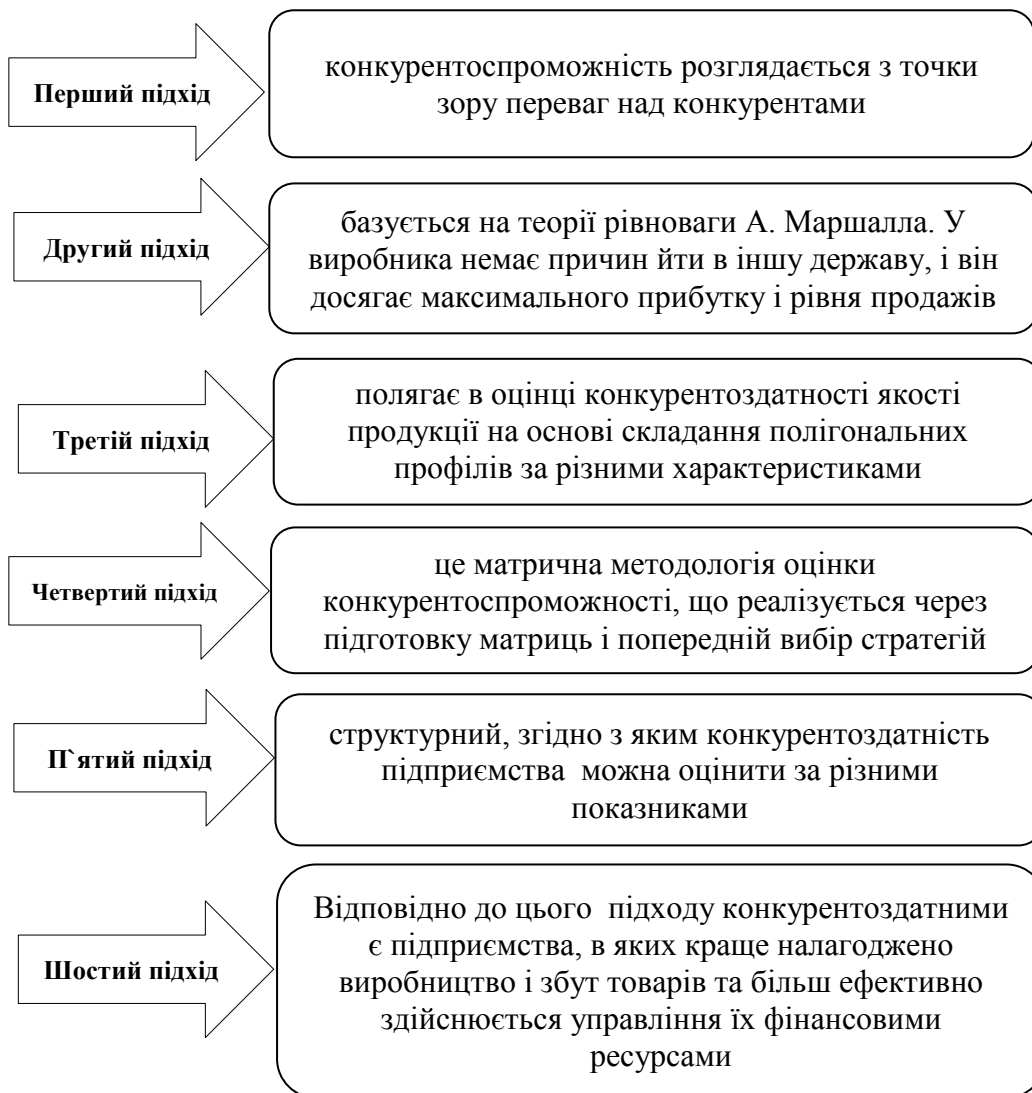 Перший підхід
конкурентоспроможність розглядається з точки
зору переваг над конкурентами
Другий підхід
базується на теорії рівноваги А. Маршалла. У
виробника немає причин йти в іншу державу, і він
досягає максимального прибутку і рівня продажів
Третій підхід
полягає в оцінці конкурентоздатності якості
продукції на основі складання полігональних
профілів за різними характеристиками
Четвертий підхід
це матрична методологія оцінки
конкурентоспроможності, що реалізується через
підготовку матриць і попередній вибір стратегій
П`ятий підхід
структурний, згідно з яким конкурентоздатність
підприємства можна оцінити за різними
показниками
Шостий підхід
Відповідно до цього підходу конкурентоздатними
є підприємства, в яких краще налагоджено
виробництво і збут товарів та більш ефективно
здійснюється управління їх фінансовими
ресурсами